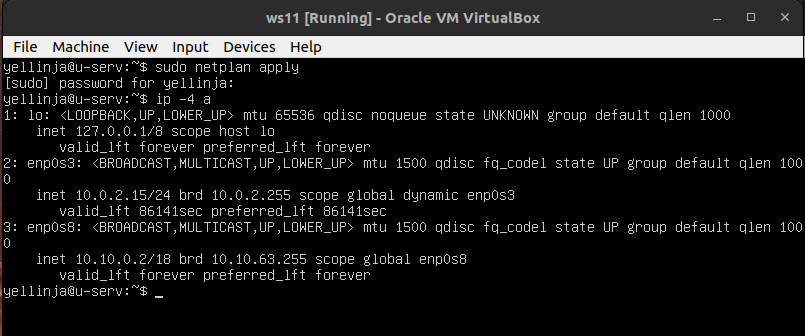 ws11 [Running] - Oracle VM VirtualBox
File Machine View Input Devices Help
yellinja@u-serv:~$ sudo netplan apply
[sudo] password for yellinja:
yellinja@u-serv:~$ ip -4 a
1: lo: <LOOPBACK,UP,LOWER_UP> mtu 65536 qdisc noqueue state UNKNOWN group default qlen 1000
    inet 127.0.0.1/8 scope host lo
       valid_lft forever preferred_lft forever
2: enp0s3: <BROADCAST,MULTICAST,UP,LOWER_UP> mtu 1500 qdisc fq_codel state UP group default qlen 100
0
    inet 10.0.2.15/24 brd 10.0.2.255 scope global dynamic enp0s3
       valid_lft 86141sec preferred_lft 86141sec
3: enp0s8: <BROADCAST,MULTICAST,UP,LOWER_UP> mtu 1500 qdisc fq_codel state UP group default qlen 100
0
    inet 10.10.0.2/18 brd 10.10.63.255 scope global enp0s8
       valid_lft forever preferred_lft forever
yellinja@u-serv:~$ _